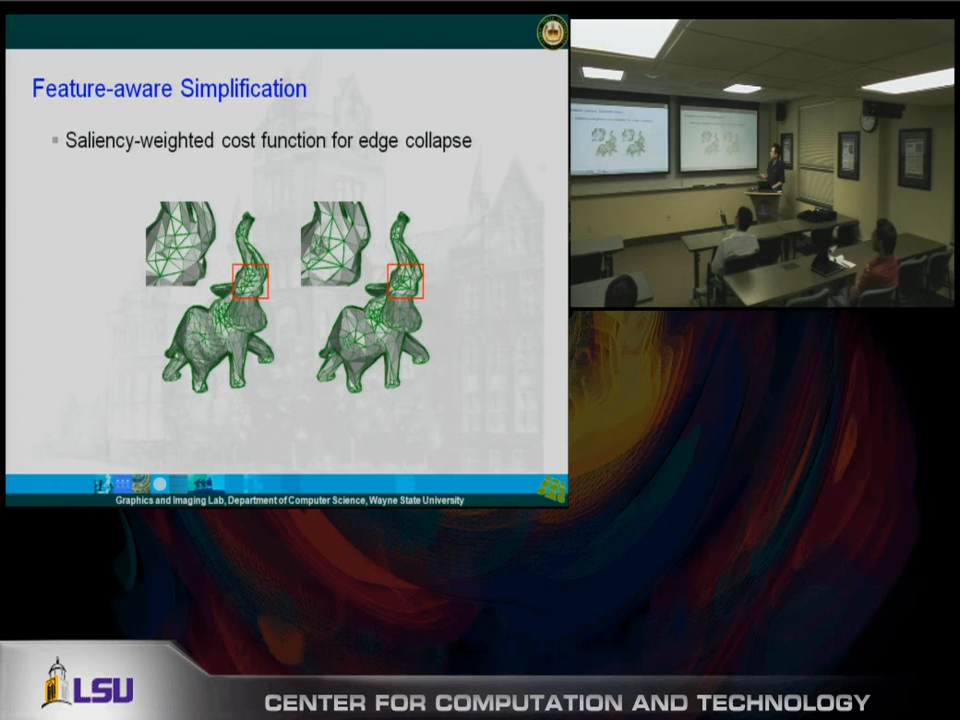 Feature-aware Simplification
Saliency-weighted cost function for edge collapse
Graphics and Imaging Lab, Department of Computer Science, Wayne State University
LSU
CENTER FOR COMPUTATION AND TECHNOLOGY